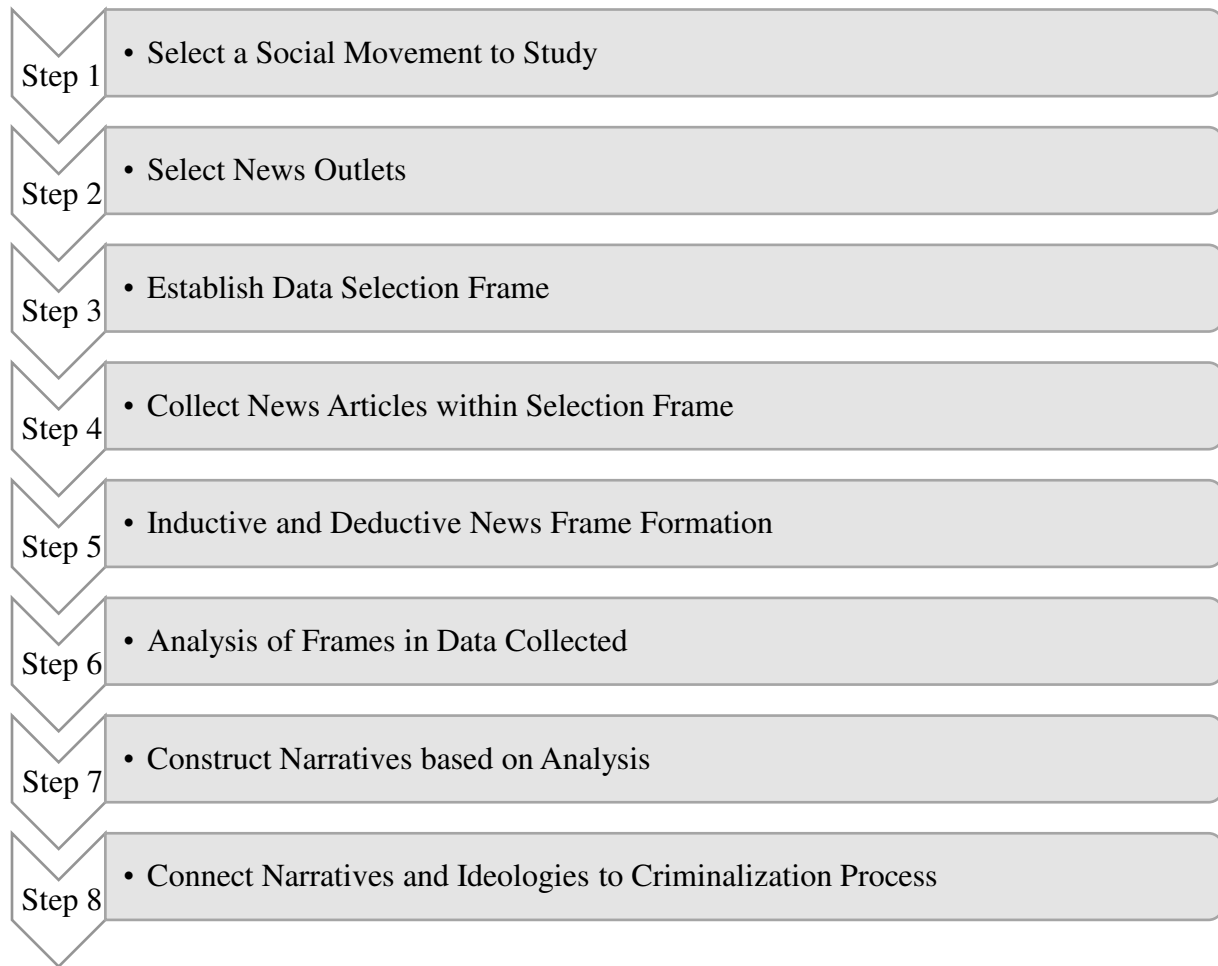 Step 1
• Select a Social Movement to Study
Step 2
• Select News Outlets
Step 3
• Establish Data Selection Frame
Step 4
• Collect News Articles within Selection Frame
Step 5
• Inductive and Deductive News Frame Formation
Step 6
• Analysis of Frames in Data Collected
Step 7
• Construct Narratives based on Analysis
Step 8
• Connect Narratives and Ideologies to Criminalization Process